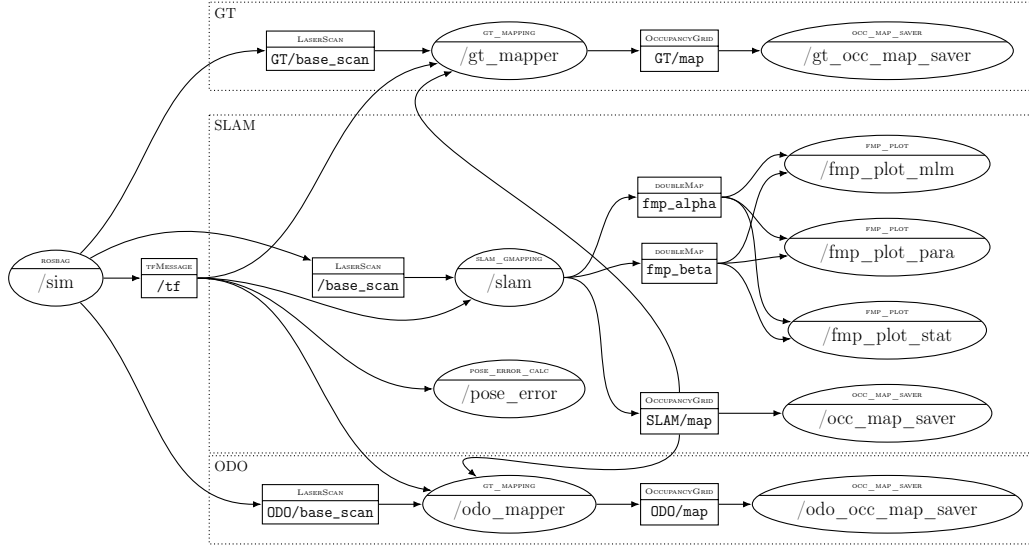 GT
LaserScan
GT/base_scan
gt_mapping
/gt_mapper
OccupancyGrid
GT/map
occ_map_saver
/gt_occ_map_saver
SLAM
rosbag
/sim
tfMessage
/tf
LaserScan
/base_scan
slam_gmapping
/slam
doubleMap
fmp_alpha
doubleMap
fmp_beta
fmp_plot
/fmp_plot_mlm
fmp_plot
/fmp_plot_para
fmp_plot
/fmp_plot_stat
pose_error_calc
/pose_error
OccupancyGrid
SLAM/map
occ_map_saver
/occ_map_saver
ODO
LaserScan
ODO/base_scan
gt_mapping
/odo_mapper
OccupancyGrid
ODO/map
occ_map_saver
/odo_occ_map_saver